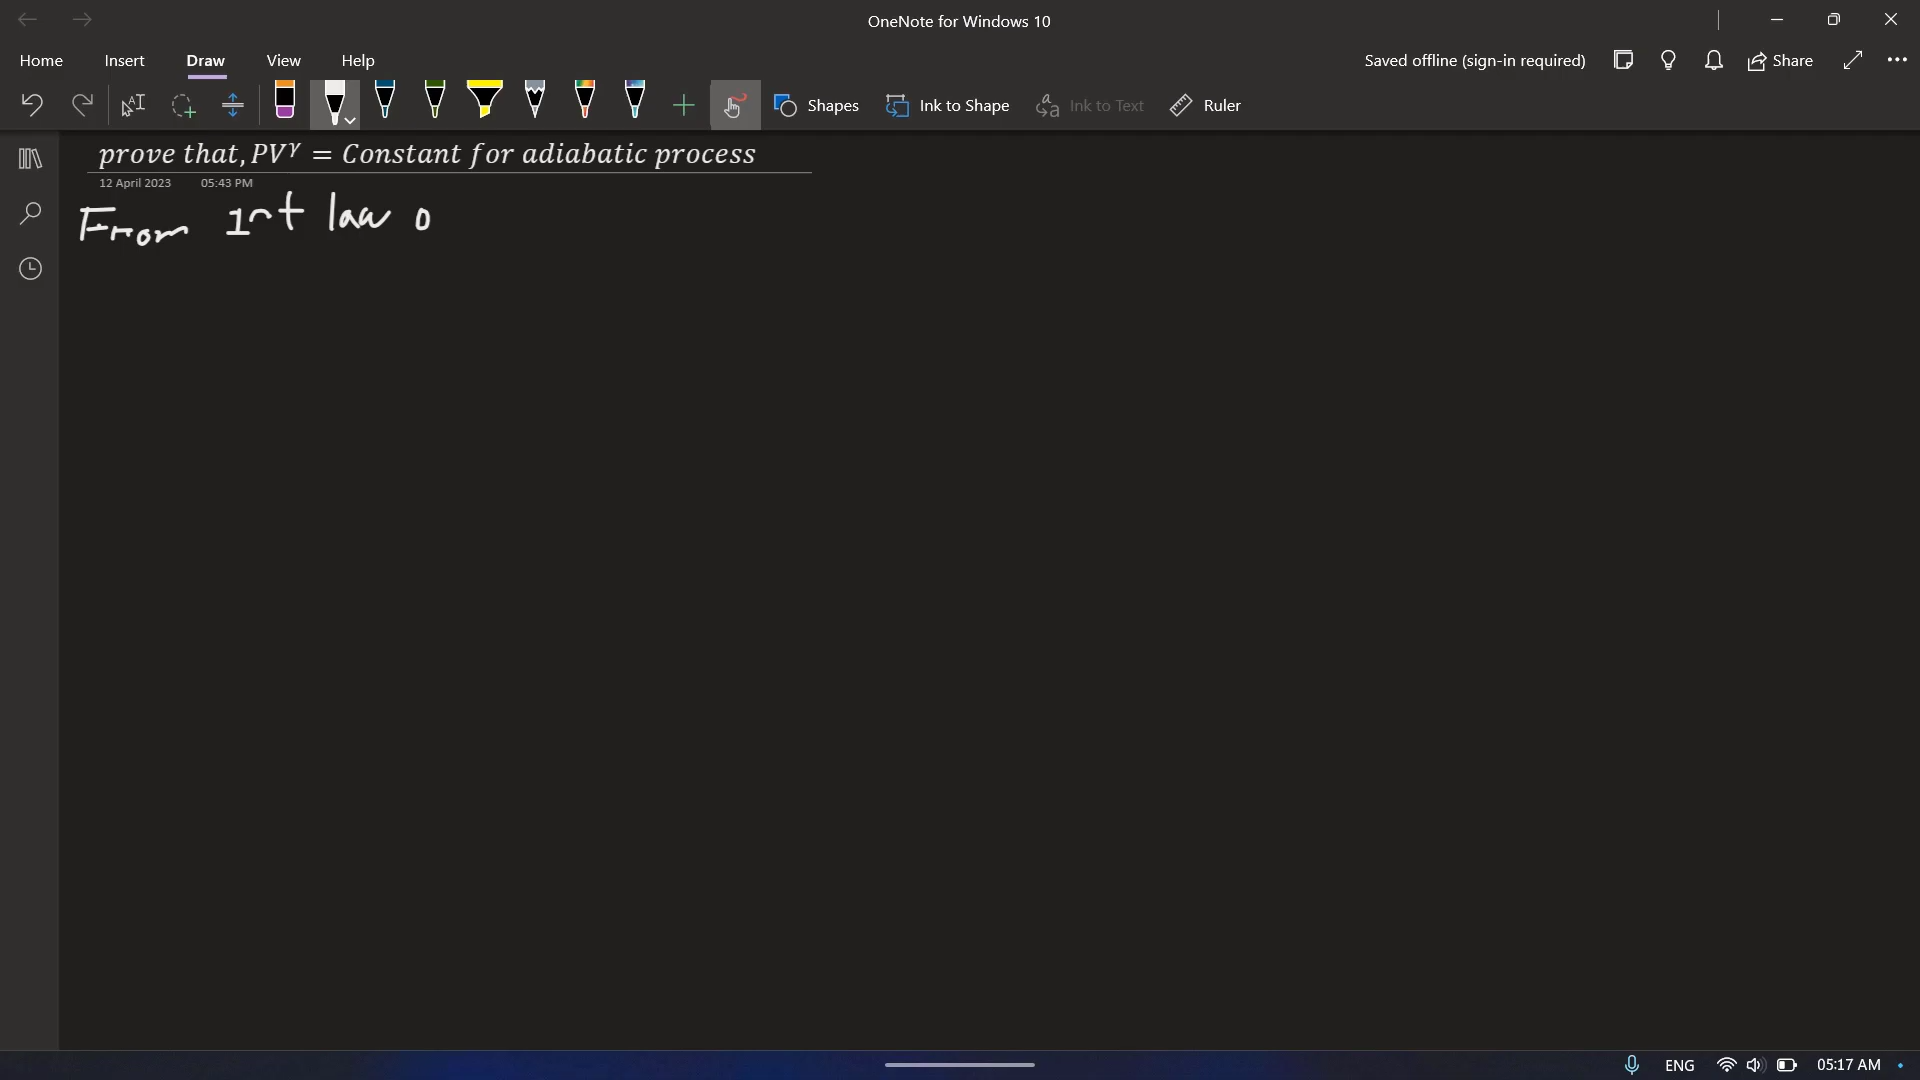 OneNote for Windows 10
Home Insert Draw View Help Saved offline (sign-in required) Share
Shapes Ink to Shape Ink to Text Ruler
prove that, PVᵞ = Constant for adiabatic process
12 April 2023 05:43 PM
From 1st law o
ENG 05:17 AM